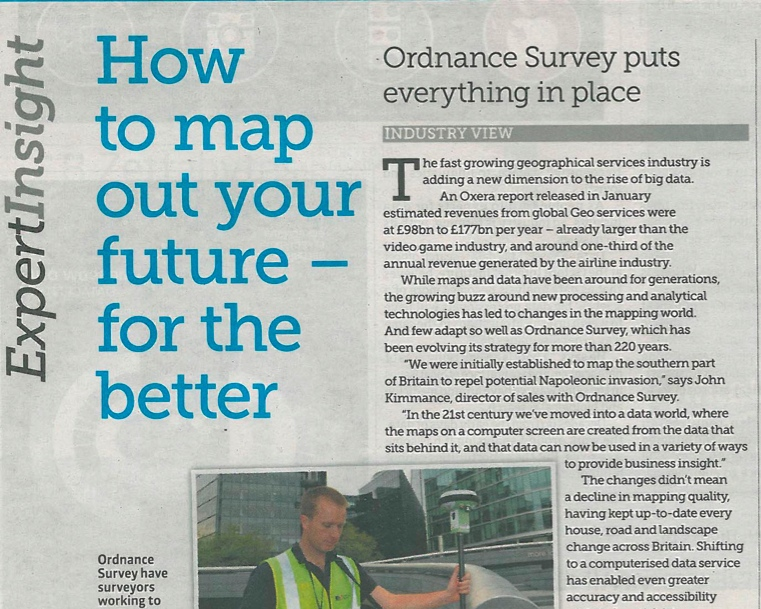 ExpertInsight
How
to map
out your
future –
for the
better
Ordnance Survey puts
everything in place
INDUSTRY VIEW
The fast growing geographical services industry is
adding a new dimension to the rise of big data.
An Oxera report released in January
estimated revenues from global Geo services were
at £98bn to £177bn per year – already larger than the
video game industry, and around one-third of the
annual revenue generated by the airline industry.
While maps and data have been around for generations,
the growing buzz around new processing and analytical
technologies has led to changes in the mapping world.
And few adapt so well as Ordnance Survey, which has
been evolving its strategy for more than 220 years.
"We were initially established to map the southern part
of Britain to repel potential Napoleonic invasion," says John
Kimmance, director of sales with Ordnance Survey.
"In the 21st century we've moved into a data world, where
the maps on a computer screen are created from the data that
sits behind it, and that data can now be used in a variety of ways
to provide business insight."
The changes didn't mean
a decline in mapping quality,
having kept up-to-date every
house, road and landscape
change across Britain. Shifting
to a computerised data service
has enabled even greater
accuracy and accessibility
Ordnance
Survey have
surveyors
working to